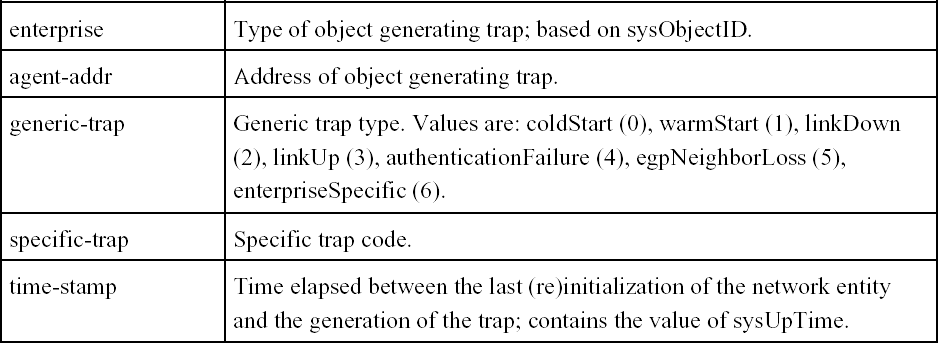 enterprise
Type of object generating trap; based on sysObjectID.
agent-addr
Address of object generating trap.
generic-trap
Generic trap type. Values are: coldStart (0), warmStart (1), linkDown
(2), linkUp (3), authenticationFailure (4), egpNeighborLoss (5),
enterpriseSpecific (6).
specific-trap
Specific trap code.
time-stamp
Time elapsed between the last (re)initialization of the network entity
and the generation of the trap; contains the value of sysUpTime.